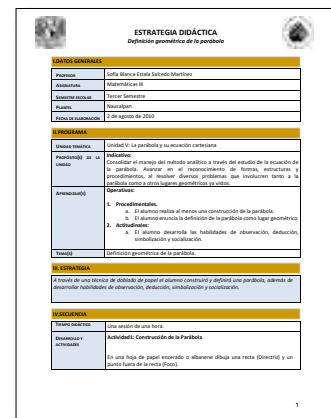 ESTRATEGIA DIDÁCTICA
Definición geométrica de la parábola
I.DATOS GENERALES
PROFESOR Sofía Blanca Estela Salcedo Martínez
ASIGNATURA Matemáticas III
SEMESTRE ESCOLAR Tercer Semestre
PLANTEL Naucalpan
FECHA DE ELABORACIÓN 2 de agosto de 2010
II.PROGRAMA
UNIDAD TEMÁTICA Unidad V: La parábola y su ecuación cartesiana
PROPÓSITO(S) DE LA UNIDAD
Indicativo:
Consolidar el manejo del método analítico a través del estudio de la ecuación de
la parábola. Avanzar en el reconocimiento de formas, estructuras y
procedimientos, al resolver diversos problemas que involucren tanto a la
parábola como a otros lugares geométricos ya vistos.
APRENDIZAJE(S) Operativos:
1. Procedimentales.
a. El alumno realiza al menos una construcción de la parábola.
b. El alumno enuncia la definición de la parábola como lugar geométrico
2. Actitudinales:
a. El alumno desarrolla las habilidades de observación, deducción,
simbolización y socialización.
TEMA(S) Definición geométrica de la parábola.
III. ESTRATEGIA
A través de una técnica de doblado de papel el alumno construirá y definirá una parábola, además de
desarrollar habilidades de observación, deducción, simbolización y socialización.
IV.SECUENCIA
TIEMPO DIDÁCTICO Una sesión de una hora.
DESARROLLO Y ACTIVIDADES
Actividad1: Construcción de la Parábola
En una hoja de papel encerado o albanene dibuja una recta (Directriz) y un
punto fuera de la recta (Foco).
1